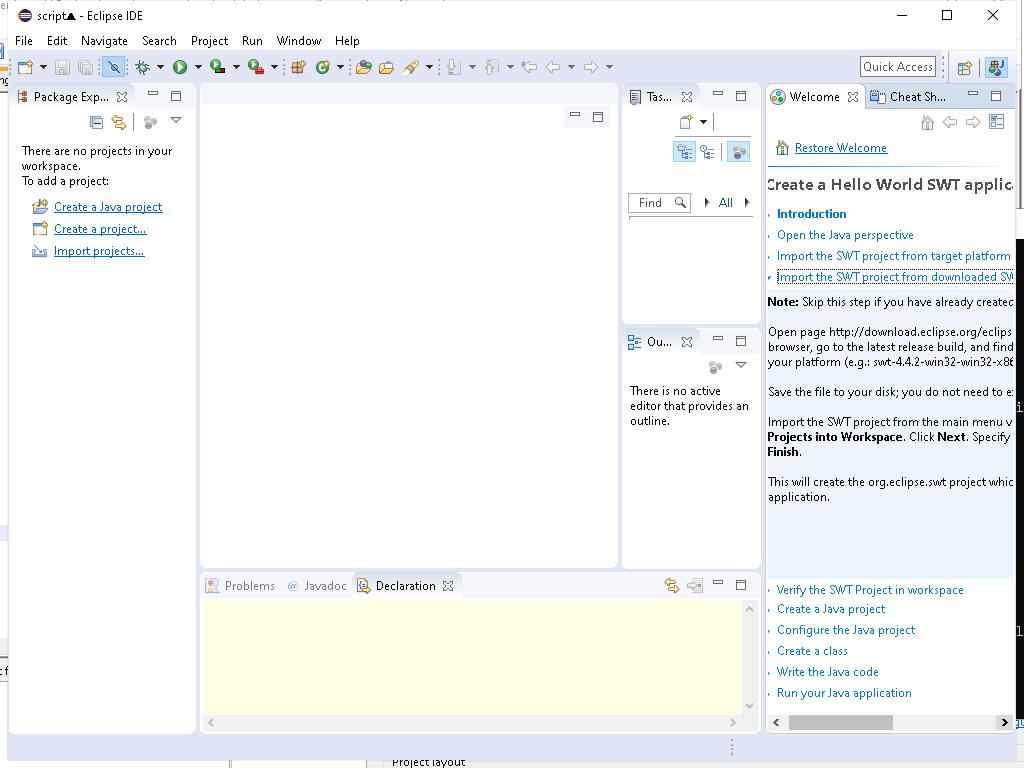 script▲ - Eclipse IDE
File Edit Navigate Search Project Run Window Help
Quick Access
Package Exp...
There are no projects in your
workspace.
To add a project:
Create a Java project
Create a project...
Import projects...
Tas...
Find
All
Ou...
There is no active
editor that provides an
outline.
Problems
@ Javadoc
Declaration
Welcome
Cheat Sh...
Restore Welcome
Create a Hello World SWT applic
Introduction
Open the Java perspective
Import the SWT project from target platform
Import the SWT project from downloaded SW
Note: Skip this step if you have already created
Open page http://download.eclipse.org/eclips
browser, go to the latest release build, and find
your platform (e.g.: swt-4.4.2-win32-win32-x86
Save the file to your disk; you do not need to e
Import the SWT project from the main menu v
Projects into Workspace. Click Next. Specify
Finish.
This will create the org.eclipse.swt project whic
application.
Verify the SWT Project in workspace
Create a Java project
Configure the Java project
Create a class
Write the Java code
Run your Java application
Project layout